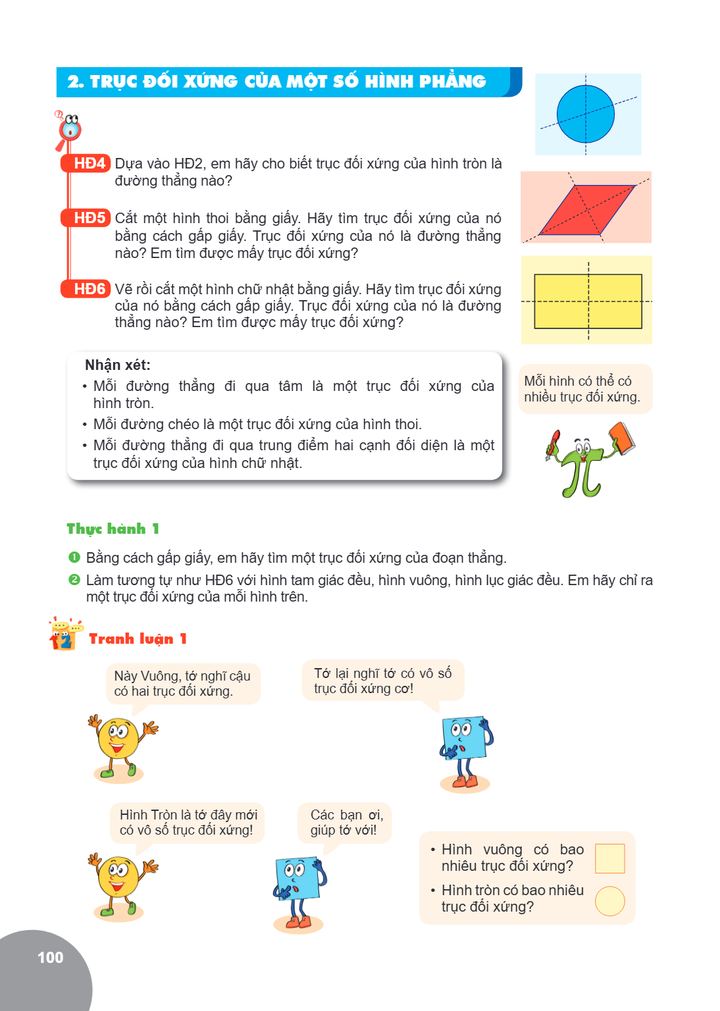 2. TRỤC ĐỐI XỨNG CỦA MỘT SỐ HÌNH PHẲNG
HĐ4 Dựa vào HĐ2, em hãy cho biết trục đối xứng của hình tròn là
đường thẳng nào?
HĐ5 Cắt một hình thoi bằng giấy. Hãy tìm trục đối xứng của nó
bằng cách gấp giấy. Trục đối xứng của nó là đường thẳng
nào? Em tìm được mấy trục đối xứng?
HĐ6 Vẽ rồi cắt một hình chữ nhật bằng giấy. Hãy tìm trục đối xứng
của nó bằng cách gấp giấy. Trục đối xứng của nó là đường
thẳng nào? Em tìm được mấy trục đối xứng?
Nhận xét:
• Mỗi đường thẳng đi qua tâm là một trục đối xứng của
hình tròn.
• Mỗi đường chéo là một trục đối xứng của hình thoi.
• Mỗi đường thẳng đi qua trung điểm hai cạnh đối diện là một
trục đối xứng của hình chữ nhật.
Mỗi hình có thể có
nhiều trục đối xứng.
Thực hành 1
1 Bằng cách gấp giấy, em hãy tìm một trục đối xứng của đoạn thẳng.
2 Làm tương tự như HĐ6 với hình tam giác đều, hình vuông, hình lục giác đều. Em hãy chỉ ra
một trục đối xứng của mỗi hình trên.
Tranh luận 1
Này Vuông, tớ nghĩ cậu
có hai trục đối xứng.
Tớ lại nghĩ tớ có vô số
trục đối xứng cơ!
Hình Tròn là tớ đây mới
có vô số trục đối xứng!
Các bạn ơi,
giúp tớ với!
• Hình vuông có bao
nhiêu trục đối xứng?
• Hình tròn có bao nhiêu
trục đối xứng?
100